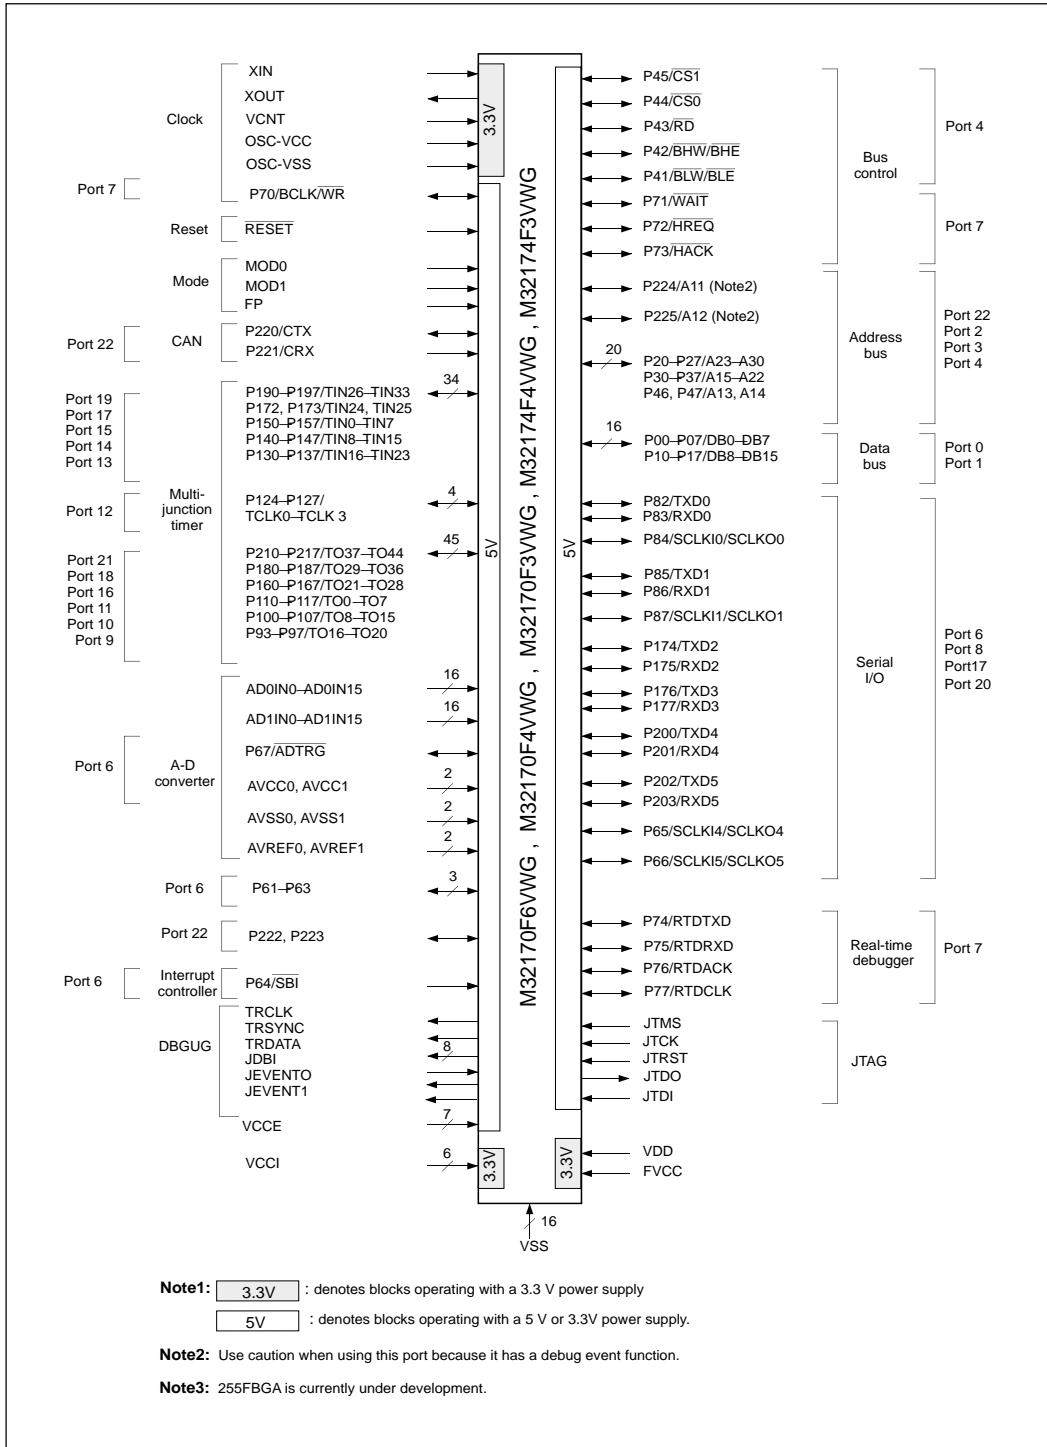 Clock
XIN
XOUT
VCNT
OSC-VCC
OSC-VSS
Port 7
P70/BCLK/WR
Reset
RESET
Mode
MOD0
MOD1
FP
Port 22
CAN
P220/CTX
P221/CRX
Port 19
Port 17
Port 15
Port 14
Port 13
P190–P197/TIN26–TIN33
P172, P173/TIN24, TIN25
P150–P157/TIN0–TIN7
P140–P147/TIN8–TIN15
P130–P137/TIN16–TIN23
34
Port 12
Multi-
junction
timer
P124–P127/
TCLK0–TCLK 3
4
Port 21
Port 18
Port 16
Port 11
Port 10
Port 9
P210–P217/TO37–TO44
P180–P187/TO29–TO36
P160–P167/TO21–TO28
P110–P117/TO0–TO7
P100–P107/TO8–TO15
P93–P97/TO16–TO20
45
Port 6
A-D
converter
AD0IN0–AD0IN15
16
AD1IN0–AD1IN15
16
P67/ADTRG
AVCC0, AVCC1
2
AVSS0, AVSS1
2
AVREF0, AVREF1
2
Port 6
P61–P63
3
Port 22
P222, P223
Port 6
Interrupt
controller
P64/SBI
DBGUG
TRCLK
TRSYNC
TRDATA
JDBI
JEVENTO
JEVENT1
8
VCCE
7
VCCI
6
3.3V
5V
3.3V
M32170F6VWG , M32170F4VWG , M32170F3VWG , M32174F4VWG , M32174F3VWG
5V
3.3V
16
VSS
P45/CS1
P44/CS0
P43/RD
P42/BHW/BHE
P41/BLW/BLE
P71/WAIT
P72/HREQ
P73/HACK
Bus
control
Port 4
Port 7
P224/A11 (Note2)
P225/A12 (Note2)
20
P20–P27/A23–A30
P30–P37/A15–A22
P46, P47/A13, A14
Address
bus
Port 22
Port 2
Port 3
Port 4
16
P00–P07/DB0–DB7
P10–P17/DB8–DB15
Data
bus
Port 0
Port 1
P82/TXD0
P83/RXD0
P84/SCLKI0/SCLKO0
P85/TXD1
P86/RXD1
P87/SCLKI1/SCLKO1
P174/TXD2
P175/RXD2
P176/TXD3
P177/RXD3
P200/TXD4
P201/RXD4
P202/TXD5
P203/RXD5
P65/SCLKI4/SCLKO4
P66/SCLKI5/SCLKO5
Serial
I/O
Port 6
Port 8
Port17
Port 20
P74/RTDTXD
P75/RTDRXD
P76/RTDACK
P77/RTDCLK
Real-time
debugger
Port 7
JTMS
JTCK
JTRST
JTDO
JTDI
JTAG
VDD
FVCC
Note1: 3.3V : denotes blocks operating with a 3.3 V power supply
5V : denotes blocks operating with a 5 V or 3.3V power supply.
Note2: Use caution when using this port because it has a debug event function.
Note3: 255FBGA is currently under development.